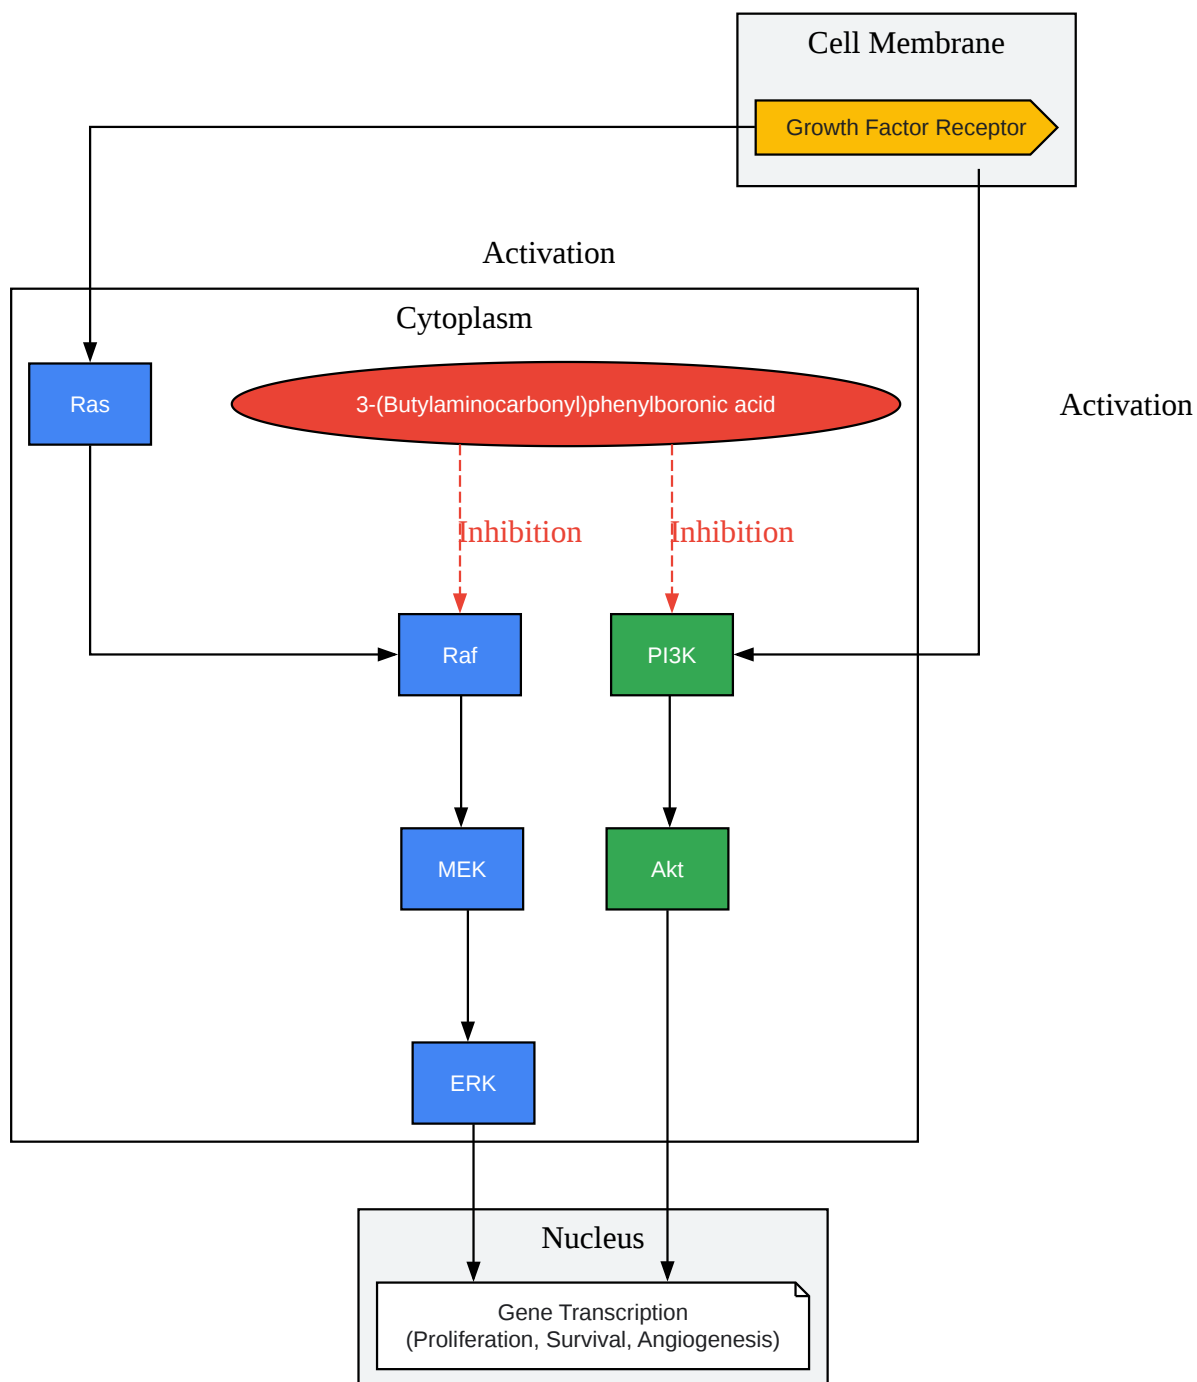 Cell Membrane
Growth Factor Receptor
Activation
Cytoplasm
Ras
3-(Butylaminocarbonyl)phenylboronic acid
Activation
Inhibition
Inhibition
Raf
PI3K
MEK
Akt
ERK
Nucleus
Gene Transcription
(Proliferation, Survival, Angiogenesis)